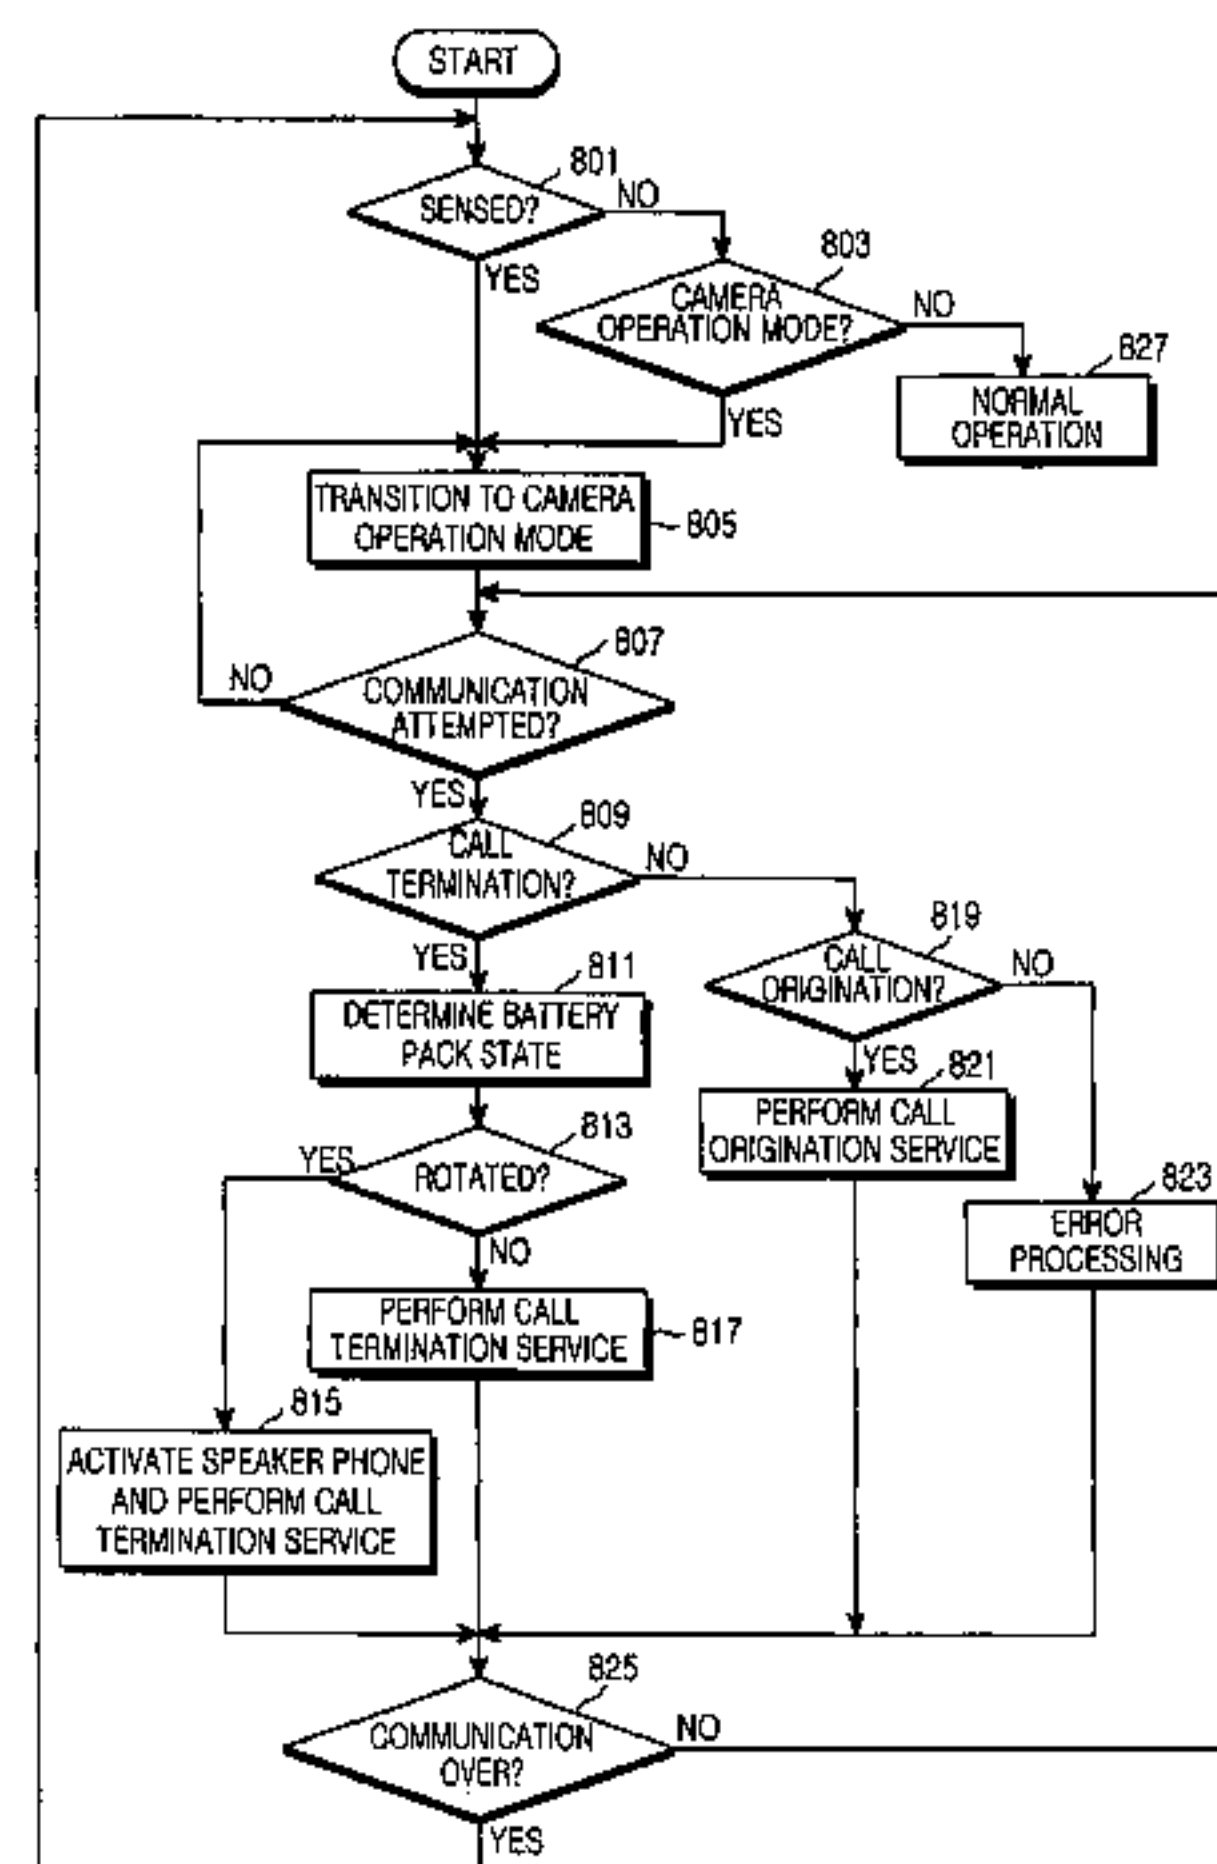 START
801
SENSED?
NO
YES
803
CAMERA
OPERATION MODE?
NO
YES
827
NORMAL
OPERATION
TRANSITION TO CAMERA
OPERATION MODE
805
807
COMMUNICATION
ATTEMPTED?
NO
YES
809
CALL
TERMINATION?
NO
YES
819
CALL
ORIGINATION?
NO
YES
811
DETERMINE BATTERY
PACK STATE
821
PERFORM CALL
ORIGINATION SERVICE
813
ROTATED?
YES
NO
823
ERROR
PROCESSING
PERFORM CALL
TERMINATION SERVICE
817
815
ACTIVATE SPEAKER PHONE
AND PERFORM CALL
TERMINATION SERVICE
825
COMMUNICATION
OVER?
NO
YES